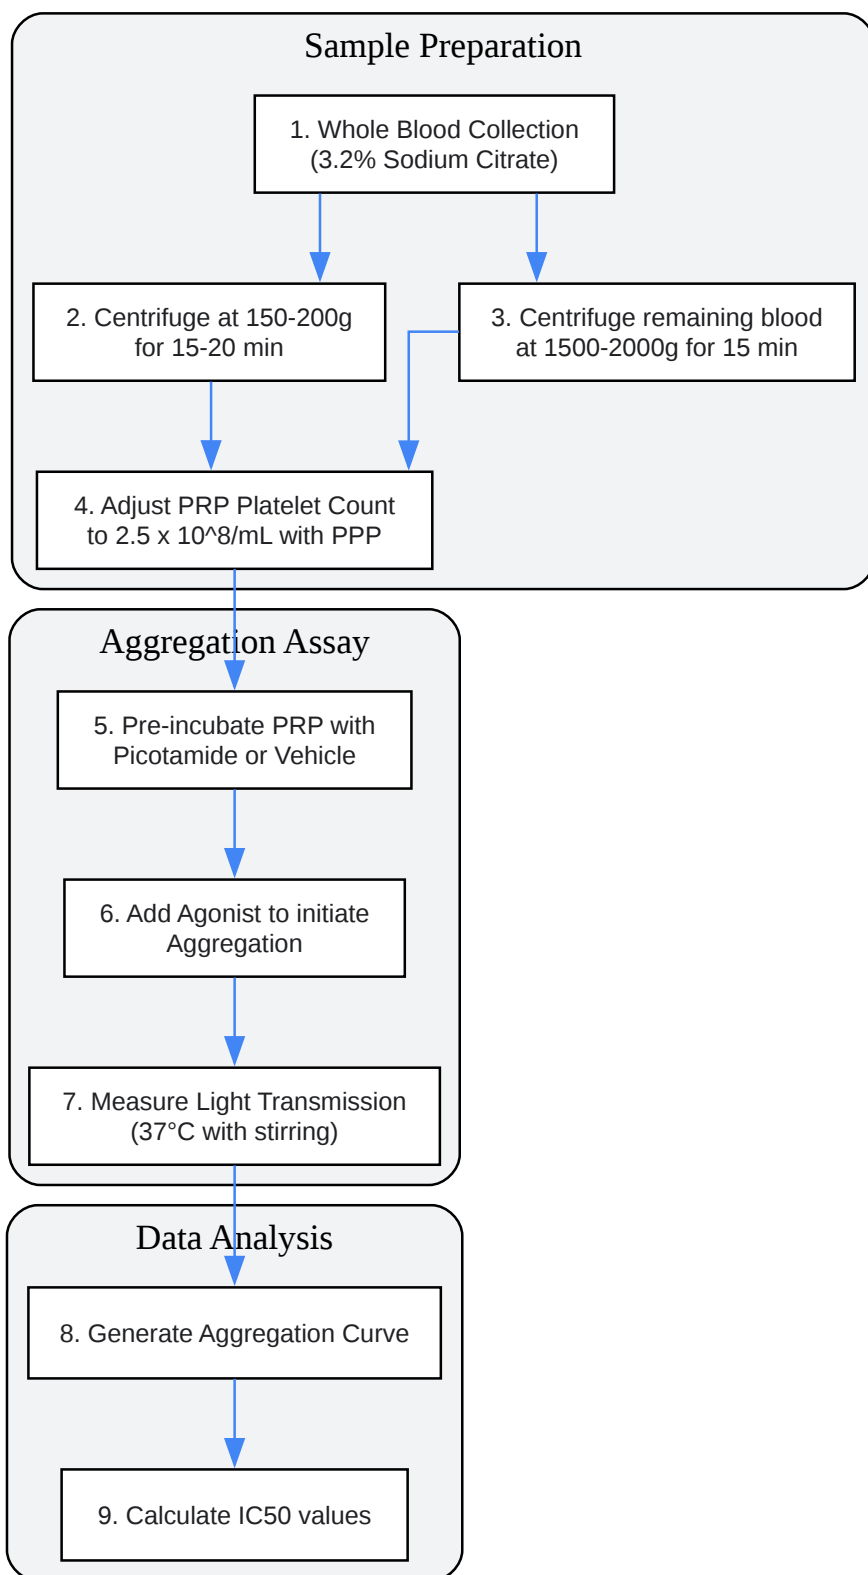 Sample Preparation
1. Whole Blood Collection
(3.2% Sodium Citrate)
2. Centrifuge at 150-200g
for 15-20 min
3. Centrifuge remaining blood
at 1500-2000g for 15 min
4. Adjust PRP Platelet Count
to 2.5 x 10^8/mL with PPP
Aggregation Assay
5. Pre-incubate PRP with
Picotamide or Vehicle
6. Add Agonist to initiate
Aggregation
7. Measure Light Transmission
(37°C with stirring)
Data Analysis
8. Generate Aggregation Curve
9. Calculate IC50 values